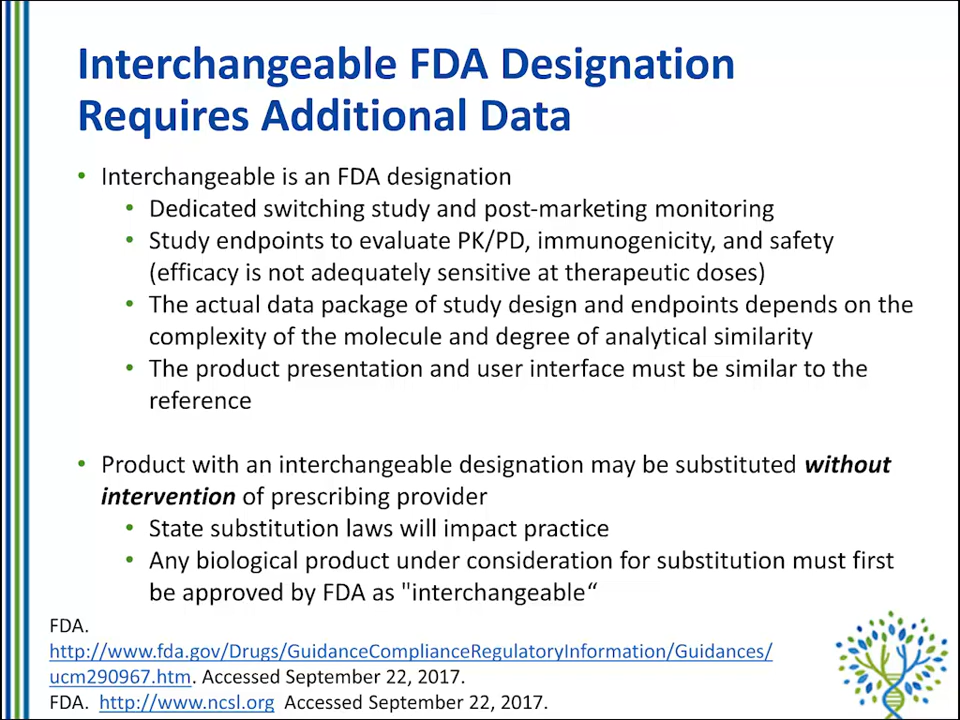 Interchangeable FDA Designation
Requires Additional Data
• Interchangeable is an FDA designation
• Dedicated switching study and post-marketing monitoring
• Study endpoints to evaluate PK/PD, immunogenicity, and safety
(efficacy is not adequately sensitive at therapeutic doses)
• The actual data package of study design and endpoints depends on the
complexity of the molecule and degree of analytical similarity
• The product presentation and user interface must be similar to the
reference
• Product with an interchangeable designation may be substituted without
intervention of prescribing provider
• State substitution laws will impact practice
• Any biological product under consideration for substitution must first
be approved by FDA as "interchangeable“
FDA.
http://www.fda.gov/Drugs/GuidanceComplianceRegulatoryInformation/Guidances/
ucm290967.htm. Accessed September 22, 2017.
FDA. http://www.ncsl.org Accessed September 22, 2017.